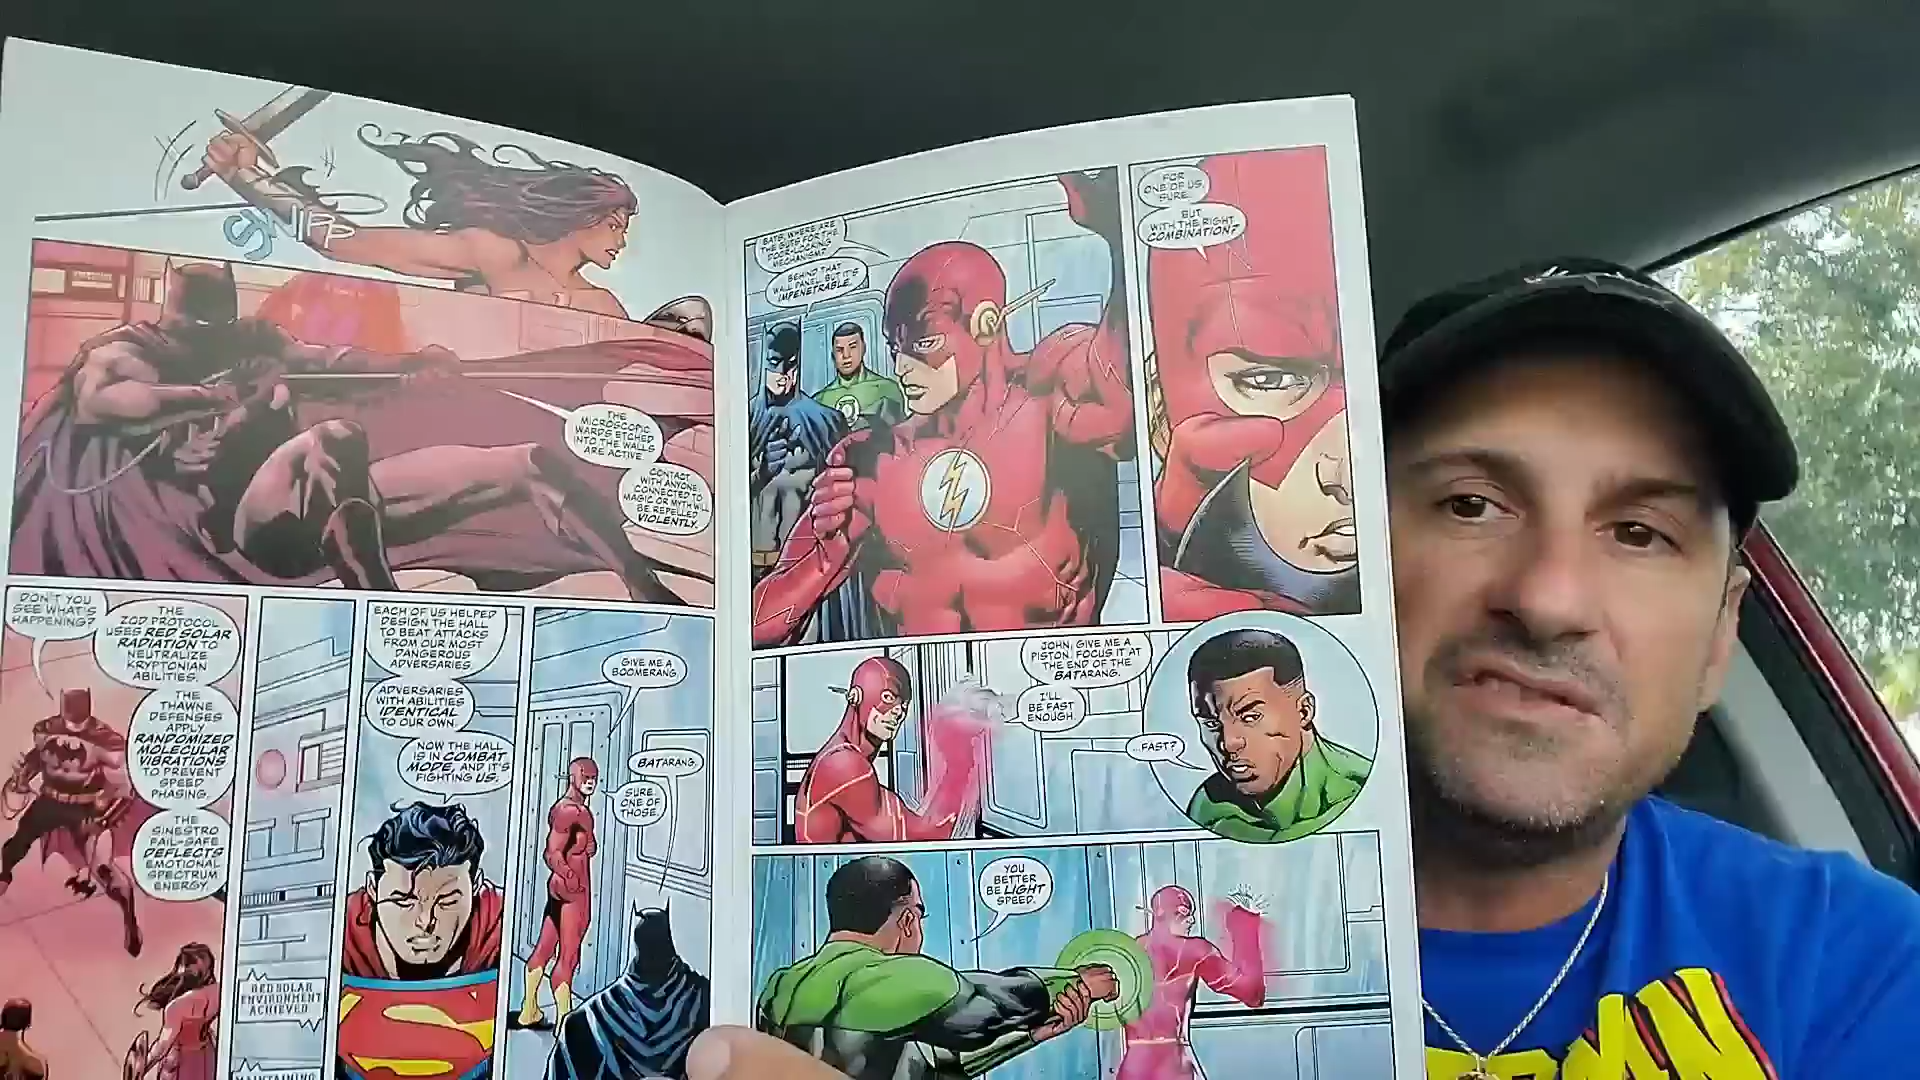 SNIPP
THE
MICROSCOPIC
WARDS ETCHED
INTO THE WALLS
ARE ACTIVE.
CONTACT
WITH ANYONE
CONNECTED TO
MAGIC OR MYTH WILL
BE REPELLED
VIOLENTLY.
DON'T YOU
SEE WHAT'S
HAPPENING?
THE
ZOD PROTOCOL
USES RED SOLAR
RADIATION TO
NEUTRALIZE
KRYPTONIAN
ABILITIES.
THE
THAWNE
DEFENSES
APPLY
RANDOMIZED
MOLECULAR
VIBRATIONS
TO PREVENT
SPEED
PHASING.
THE
SINESTRO
FAIL-SAFE
DEFLECTS
EMOTIONAL
SPECTRUM
ENERGY.
RED SOLAR
ENVIRONMENT
ACHIEVED
MAINTAINING
EACH OF US HELPED
DESIGN THE HALL
TO BEAT ATTACKS
FROM OUR MOST
DANGEROUS
ADVERSARIES.
ADVERSARIES
WITH ABILITIES
IDENTICAL
TO OUR OWN.
NOW THE HALL
IS IN COMBAT
MODE, AND IT'S
FIGHTING US.
S
GIVE ME A
BOOMERANG.
BATARANG.
SURE.
ONE OF
THOSE.
BATS, WHERE ARE
THE GUTS FOR THE
DOOR-LOCKING
MECHANISM?
BEHIND THAT
WALL PANEL, BUT IT'S
IMPENETRABLE.
FOR
ONE OF US,
SURE.
BUT
WITH THE RIGHT
COMBINATION?
JOHN, GIVE ME A
PISTON. FOCUS IT AT
THE END OF THE
BATARANG.
I'LL
BE FAST
ENOUGH.
...FAST?
YOU
BETTER
BE LIGHT
SPEED.